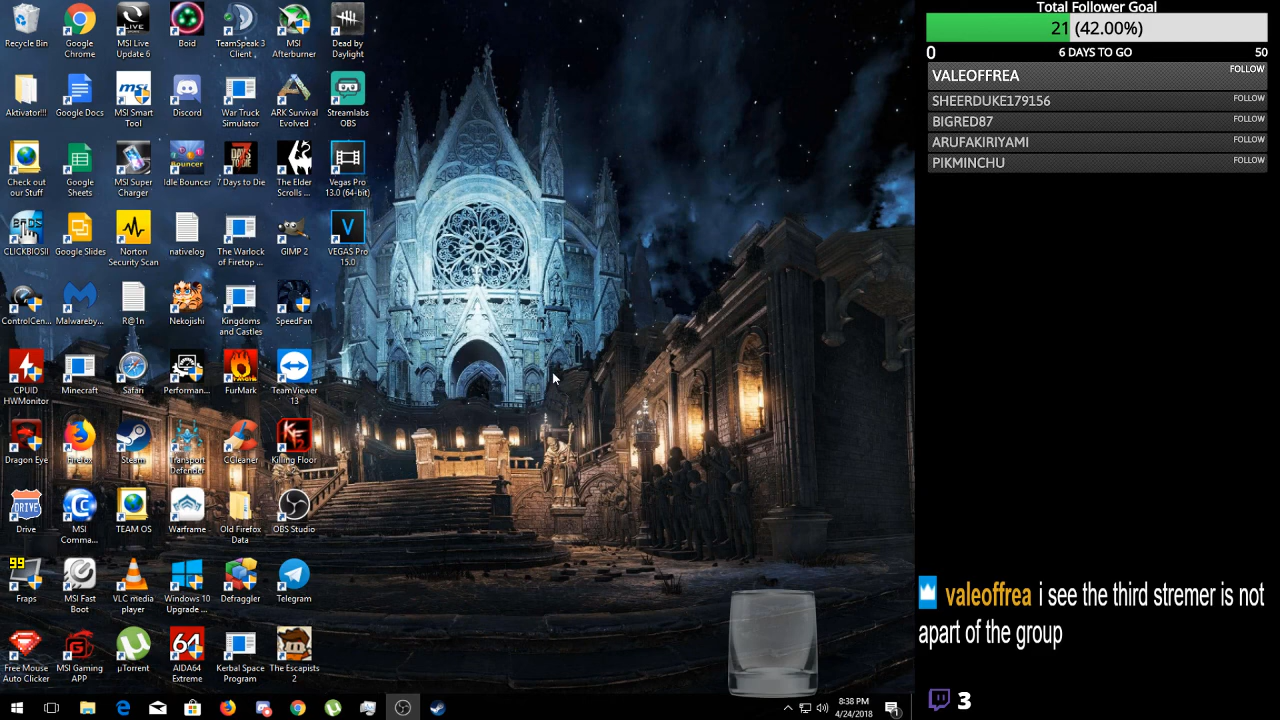 Recycle Bin
Google Chrome
MSI Live Update 6
Boid
TeamSpeak 3 Client
MSI Afterburner
Dead by Daylight
Aktivator!!!
Google Docs
MSI Smart Tool
Discord
War Truck Simulator
ARK Survival Evolved
Streamlabs OBS
Check out our Stuff
Google Sheets
MSI Super Charger
Idle Bouncer
7 Days to Die
The Elder Scrolls ...
Vegas Pro 13.0 (64-bit)
CLICKBIOSII
Google Slides
Norton Security Scan
nativelog
The Warlock of Firetop ...
GIMP 2
VEGAS Pro 15.0
ControlCen...
Malwareby...
R@1n
Nekojishi
Kingdoms and Castles
SpeedFan
CPUID HWMonitor
Minecraft
Safari
Performan...
FurMark
TeamViewer 13
Dragon Eye
Firefox
Steam
Transport Defender
CCleaner
Killing Floor
Drive
MSI Comma...
TEAM OS
Warframe
Old Firefox Data
OBS Studio
Fraps
MSI Fast Boot
VLC media player
Windows 10 Upgrade ...
Defraggler
Telegram
Free Mouse Auto Clicker
MSI Gaming APP
µTorrent
AIDA64 Extreme
Kerbal Space Program
The Escapists 2
8:38 PM
4/24/2018
Total Follower Goal
21 (42.00%)
0 6 DAYS TO GO 50
VALEOFFREA FOLLOW
SHEERDUKE179156 FOLLOW
BIGRED87 FOLLOW
ARUFAKIRIYAMI FOLLOW
PIKMINCHU FOLLOW
valeoffrea i see the third stremer is not
apart of the group
3